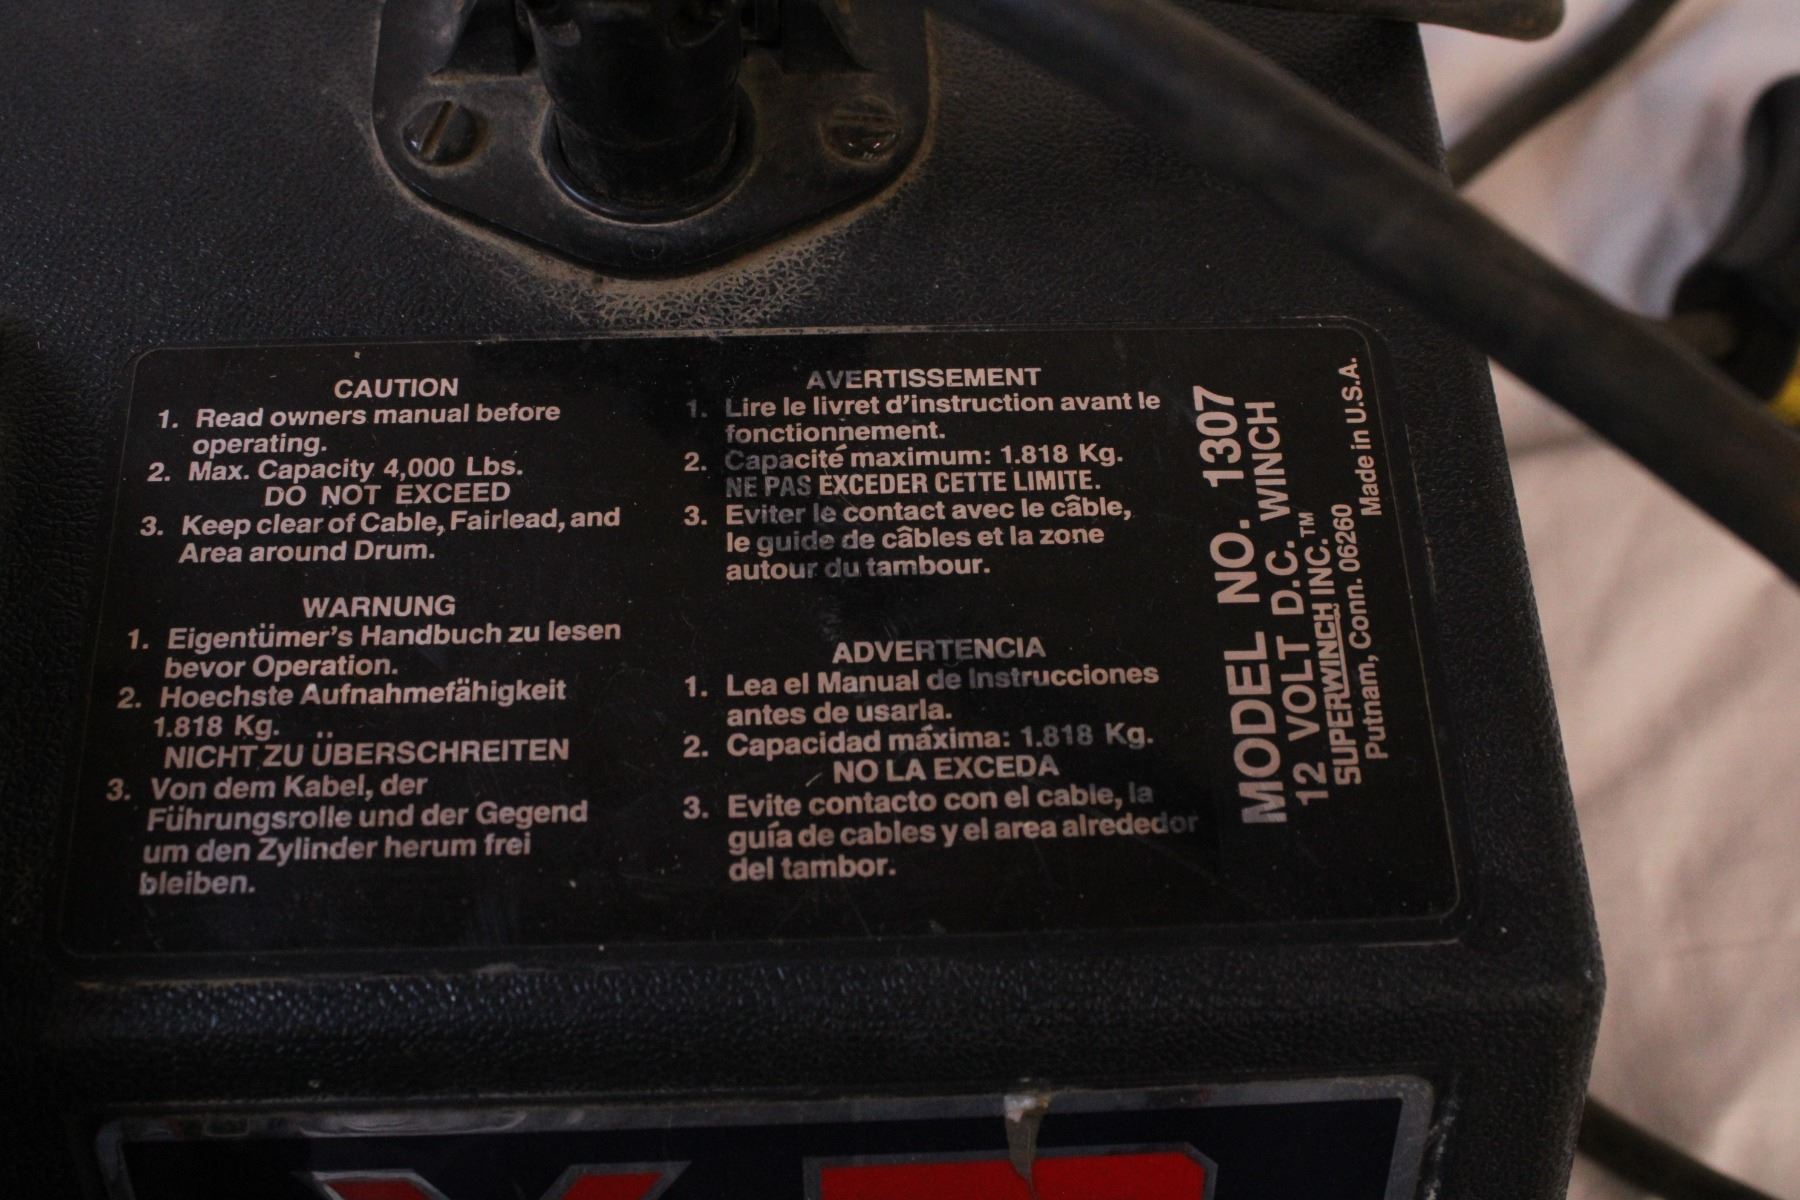 CAUTION
1. Read owners manual before
operating.
2. Max. Capacity 4,000 Lbs.
DO NOT EXCEED
3. Keep clear of Cable, Fairlead, and
Area around Drum.
WARNUNG
1. Eigentümer's Handbuch zu lesen
bevor Operation.
2. Hoechste Aufnahmefähigkeit
1.818 Kg.
NICHT ZU ÜBERSCHREITEN
3. Von dem Kabel, der
Führungsrolle und der Gegend
um den Zylinder herum frei
bleiben.
AVERTISSEMENT
1. Lire le livret d'instruction avant le
fonctionnement.
2. Capacité maximum: 1.818 Kg.
NE PAS EXCEDER CETTE LIMITE.
3. Eviter le contact avec le câble,
le guide de câbles et la zone
autour du tambour.
ADVERTENCIA
1. Lea el Manual de Instrucciones
antes de usarla.
2. Capacidad máxima: 1.818 Kg.
NO LA EXCEDA
3. Evite contacto con el cable, la
guía de cables y el area alrededor
del tambor.
MODEL NO. 1307
12 VOLT D.C. WINCH
SUPERWINCH INC.™
Putnam, Conn. 06260
Made in U.S.A.